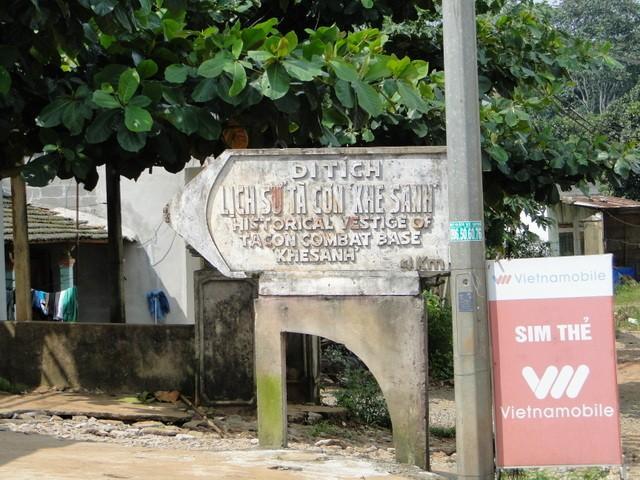 DI TÍCH
LỊCH SỬ TÀ CƠN "KHE SANH"
HISTORICAL VESTIGE OF
TACON COMBAT BASE
"KHESANH"
Km
Vietnamobile
SIM THẺ
Vietnamobile